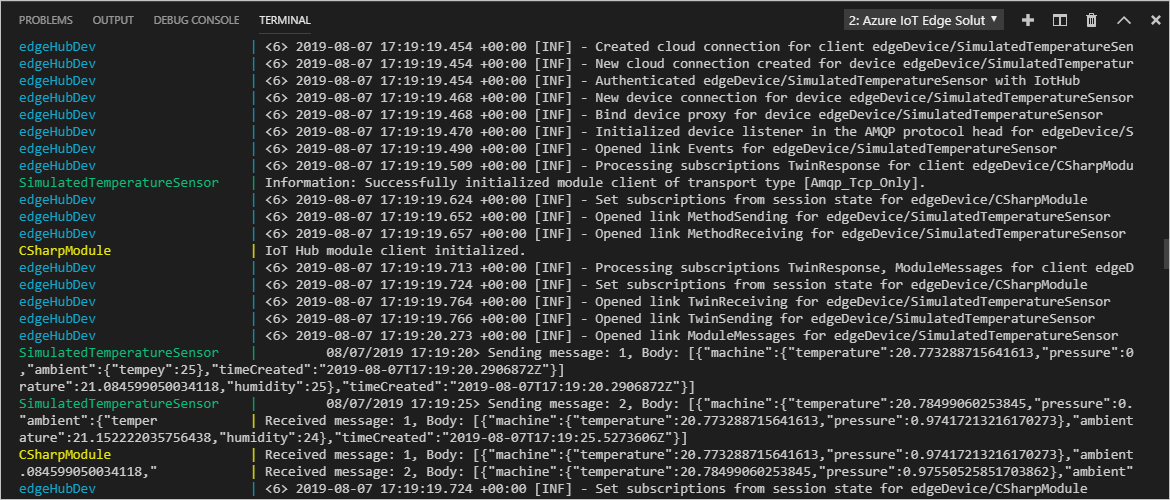 PROBLEMS OUTPUT DEBUG CONSOLE TERMINAL 2: Azure IoT Edge Solut
edgeHubDev | <6> 2019-08-07 17:19:19.454 +00:00 [INF] - Created cloud connection for client edgeDevice/SimulatedTemperatureSen
edgeHubDev | <6> 2019-08-07 17:19:19.454 +00:00 [INF] - New cloud connection created for device edgeDevice/SimulatedTemperatur
edgeHubDev | <6> 2019-08-07 17:19:19.454 +00:00 [INF] - Authenticated edgeDevice/SimulatedTemperatureSensor with IotHub
edgeHubDev | <6> 2019-08-07 17:19:19.468 +00:00 [INF] - New device connection for device edgeDevice/SimulatedTemperatureSensor
edgeHubDev | <6> 2019-08-07 17:19:19.468 +00:00 [INF] - Bind device proxy for device edgeDevice/SimulatedTemperatureSensor
edgeHubDev | <6> 2019-08-07 17:19:19.470 +00:00 [INF] - Initialized device listener in the AMQP protocol head for edgeDevice/S
edgeHubDev | <6> 2019-08-07 17:19:19.490 +00:00 [INF] - Opened link Events for edgeDevice/SimulatedTemperatureSensor
edgeHubDev | <6> 2019-08-07 17:19:19.509 +00:00 [INF] - Processing subscriptions TwinResponse for client edgeDevice/CSharpModu
SimulatedTemperatureSensor | Information: Successfully initialized module client of transport type [Amqp_Tcp_Only].
edgeHubDev | <6> 2019-08-07 17:19:19.624 +00:00 [INF] - Set subscriptions from session state for edgeDevice/CSharpModule
edgeHubDev | <6> 2019-08-07 17:19:19.652 +00:00 [INF] - Opened link MethodSending for edgeDevice/SimulatedTemperatureSensor
edgeHubDev | <6> 2019-08-07 17:19:19.657 +00:00 [INF] - Opened link MethodReceiving for edgeDevice/SimulatedTemperatureSensor
CSharpModule | IoT Hub module client initialized.
edgeHubDev | <6> 2019-08-07 17:19:19.713 +00:00 [INF] - Processing subscriptions TwinResponse, ModuleMessages for client edgeD
edgeHubDev | <6> 2019-08-07 17:19:19.724 +00:00 [INF] - Set subscriptions from session state for edgeDevice/CSharpModule
edgeHubDev | <6> 2019-08-07 17:19:19.764 +00:00 [INF] - Opened link TwinReceiving for edgeDevice/SimulatedTemperatureSensor
edgeHubDev | <6> 2019-08-07 17:19:19.766 +00:00 [INF] - Opened link TwinSending for edgeDevice/SimulatedTemperatureSensor
edgeHubDev | <6> 2019-08-07 17:19:20.273 +00:00 [INF] - Opened link ModuleMessages for edgeDevice/SimulatedTemperatureSensor
SimulatedTemperatureSensor | 08/07/2019 17:19:20> Sending message: 1, Body: [{"machine":{"temperature":20.773288715641613,"pressure":0
,"ambient":{"tempey":25},"timeCreated":"2019-08-07T17:19:20.2906872Z"}]
rature":21.084599050034118,"humidity":25},"timeCreated":"2019-08-07T17:19:20.2906872Z"}]
SimulatedTemperatureSensor | 08/07/2019 17:19:25> Sending message: 2, Body: [{"machine":{"temperature":20.78499060253845,"pressure":0.
"ambient":{"temper | Received message: 1, Body: [{"machine":{"temperature":20.773288715641613,"pressure":0.97417213216170273},"ambient
ature":21.152222035756438,"humidity":24},"timeCreated":"2019-08-07T17:19:25.5273606Z"}]
CSharpModule | Received message: 1, Body: [{"machine":{"temperature":20.773288715641613,"pressure":0.97417213216170273},"ambient
.084599050034118," | Received message: 2, Body: [{"machine":{"temperature":20.78499060253845,"pressure":0.97550525851703862},"ambient"
edgeHubDev | <6> 2019-08-07 17:19:19.724 +00:00 [INF] - Set subscriptions from session state for edgeDevice/CSharpModule